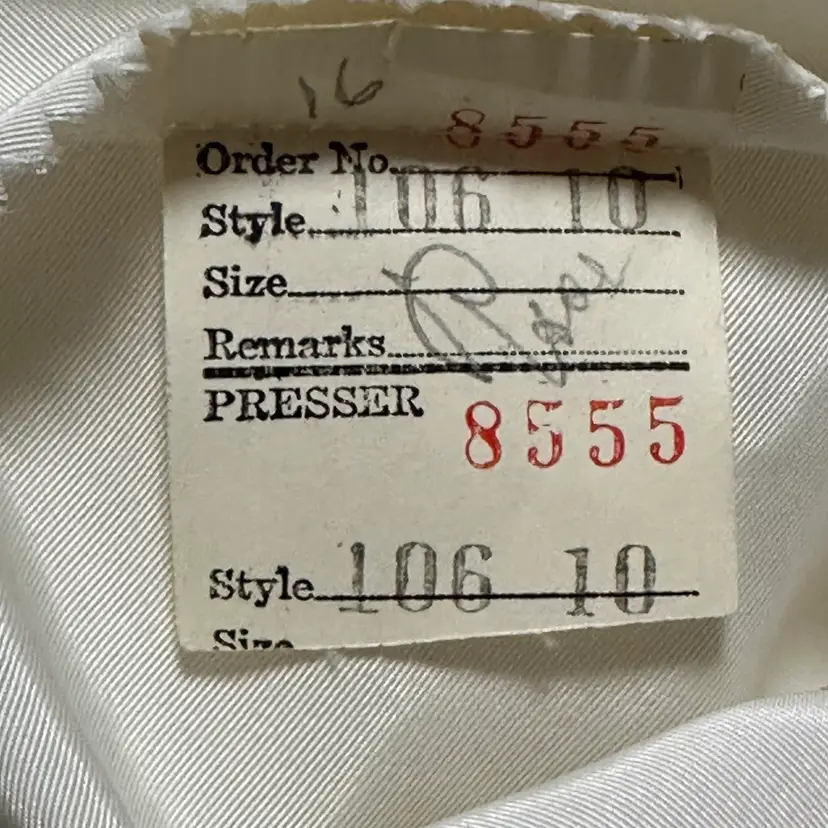 16
8555
Order No.
Style 106 10
Size
Remarks
PRESSER
8555
Style 106 10
Size